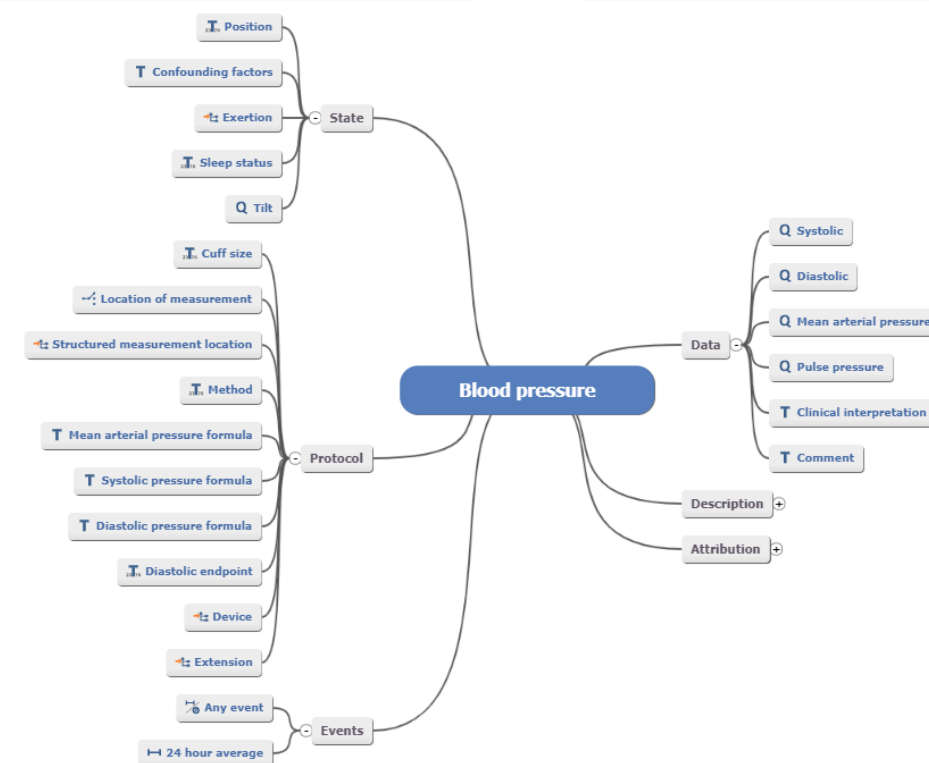 Position
T Confounding factors
Exertion
State
Sleep status
Q Tilt
Cuff size
Location of measurement
Structured measurement location
Method
T Mean arterial pressure formula
Protocol
T Systolic pressure formula
T Diastolic pressure formula
Diastolic endpoint
Device
Extension
Any event
Events
24 hour average
Blood pressure
Q Systolic
Q Diastolic
Q Mean arterial pressure
Data
Q Pulse pressure
T Clinical interpretation
T Comment
Description
Attribution